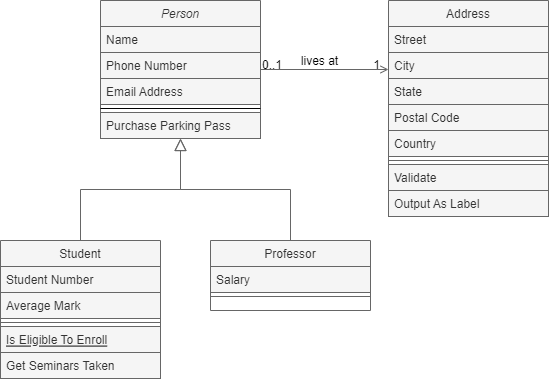 Person
Name
Phone Number
Email Address
Purchase Parking Pass
0..1
lives at
1
Address
Street
City
State
Postal Code
Country
Validate
Output As Label
Student
Student Number
Average Mark
Is Eligible To Enroll
Get Seminars Taken
Professor
Salary